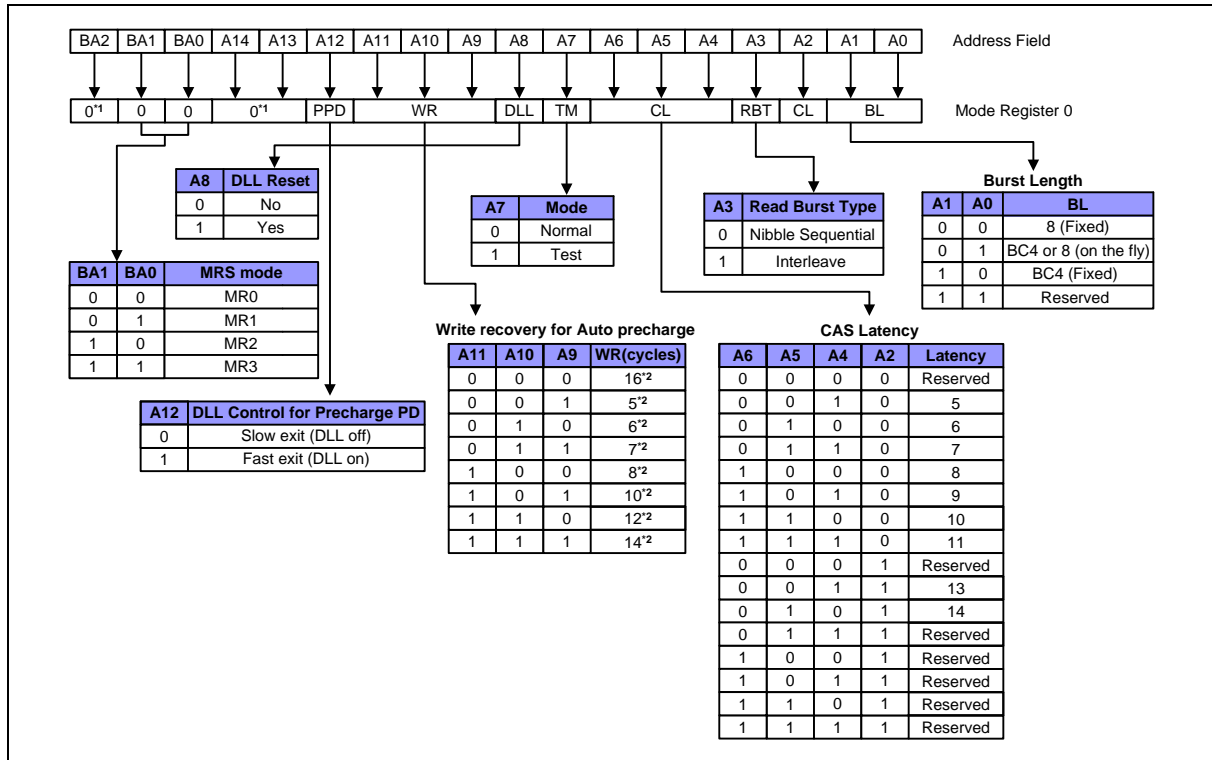 BA2 BA1 BA0 A14 A13 A12 A11 A10 A9 A8 A7 A6 A5 A4 A3 A2 A1 A0 Address Field
0*1 0 0 0*1 PPD WR DLL TM CL RBT CL BL Mode Register 0
A8 DLL Reset
0 No
1 Yes
A7 Mode
0 Normal
1 Test
A3 Read Burst Type
0 Nibble Sequential
1 Interleave
Burst Length
A1 A0 BL
0 0 8 (Fixed)
0 1 BC4 or 8 (on the fly)
1 0 BC4 (Fixed)
1 1 Reserved
BA1 BA0 MRS mode
0 0 MR0
0 1 MR1
1 0 MR2
1 1 MR3
A12 DLL Control for Precharge PD
0 Slow exit (DLL off)
1 Fast exit (DLL on)
Write recovery for Auto precharge
A11 A10 A9 WR(cycles)
0 0 0 16*2
0 0 1 5*2
0 1 0 6*2
0 1 1 7*2
1 0 0 8*2
1 0 1 10*2
1 1 0 12*2
1 1 1 14*2
CAS Latency
A6 A5 A4 A2 Latency
0 0 0 0 Reserved
0 0 1 0 5
0 1 0 0 6
0 1 1 0 7
1 0 0 0 8
1 0 1 0 9
1 1 0 0 10
1 1 1 0 11
0 0 0 1 Reserved
0 0 1 1 13
0 1 0 1 14
0 1 1 1 Reserved
1 0 0 1 Reserved
1 0 1 1 Reserved
1 1 0 1 Reserved
1 1 1 1 Reserved